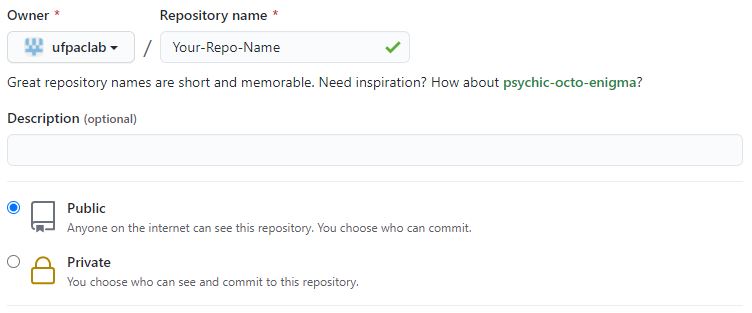 Owner * Repository name *
ufpaclab / Your-Repo-Name
Great repository names are short and memorable. Need inspiration? How about psychic-octo-enigma?
Description (optional)
Public
Anyone on the internet can see this repository. You choose who can commit.
Private
You choose who can see and commit to this repository.